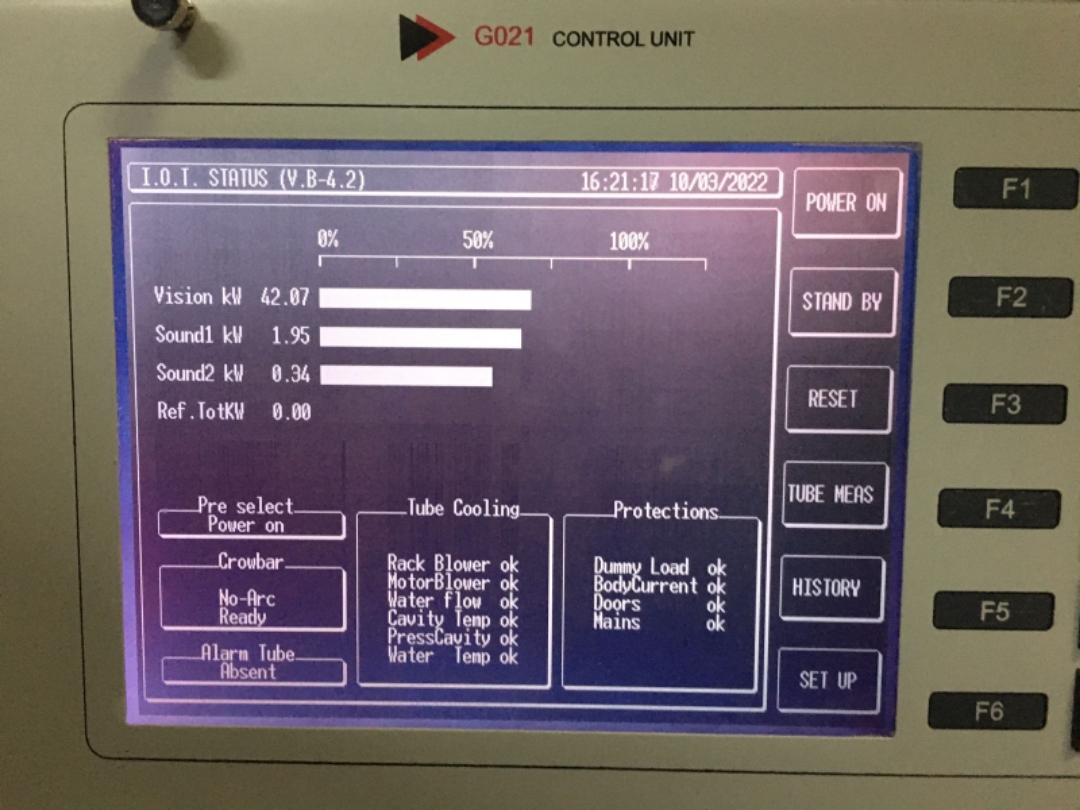 G021 CONTROL UNIT
I.O.T. STATUS (V.B-4.2) 16:21:17 10/03/2022
0% 50% 100%
Vision kW 42.07
Sound1 kW 1.95
Sound2 kW 0.34
Ref.TotKW 0.00
Pre select
Power on
Crowbar
No-Arc
Ready
Alarm Tube
Absent
Tube Cooling
Rack Blower ok
MotorBlower ok
Water flow ok
Cavity Temp ok
PressCavity ok
Water Temp ok
Protections
Dummy Load ok
BodyCurrent ok
Doors ok
Mains ok
POWER ON
STAND BY
RESET
TUBE MEAS
HISTORY
SET UP
F1
F2
F3
F4
F5
F6